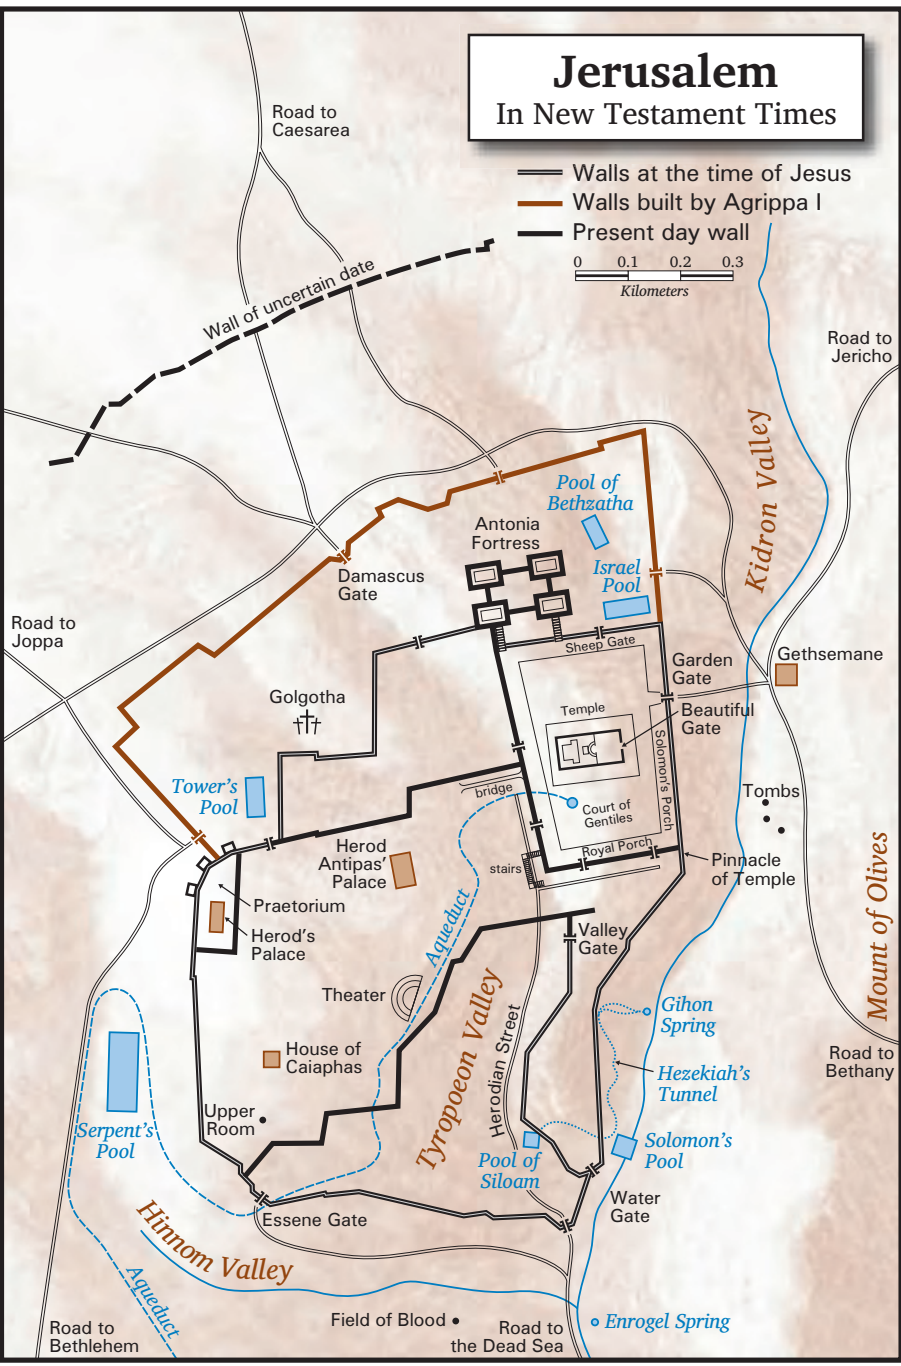 Jerusalem
In New Testament Times
Walls at the time of Jesus
Walls built by Agrippa I
Present day wall
0 0.1 0.2 0.3
Kilometers
Road to
Caesarea
Wall of uncertain date
Road to
Jericho
Kidron Valley
Pool of
Bethzatha
Antonia
Fortress
Israel
Pool
Damascus
Gate
Road to
Joppa
Sheep Gate
Garden
Gate
Gethsemane
Golgotha
Temple
Beautiful
Gate
Solomon's Porch
Tower's
Pool
bridge
Court of
Gentiles
Tombs
Herod
Antipas'
Palace
Royal Porch
stairs
Pinnacle
of Temple
Mount of Olives
Praetorium
Herod's
Palace
Aqueduct
Valley
Gate
Theater
Tyropoeon Valley
Herodian Street
Gihon
Spring
House of
Caiaphas
Road to
Bethany
Hezekiah's
Tunnel
Upper
Room
Serpent's
Pool
Pool of
Siloam
Solomon's
Pool
Water
Gate
Essene Gate
Hinnom Valley
Aqueduct
Field of Blood
Enrogel Spring
Road to
Bethlehem
Road to
the Dead Sea